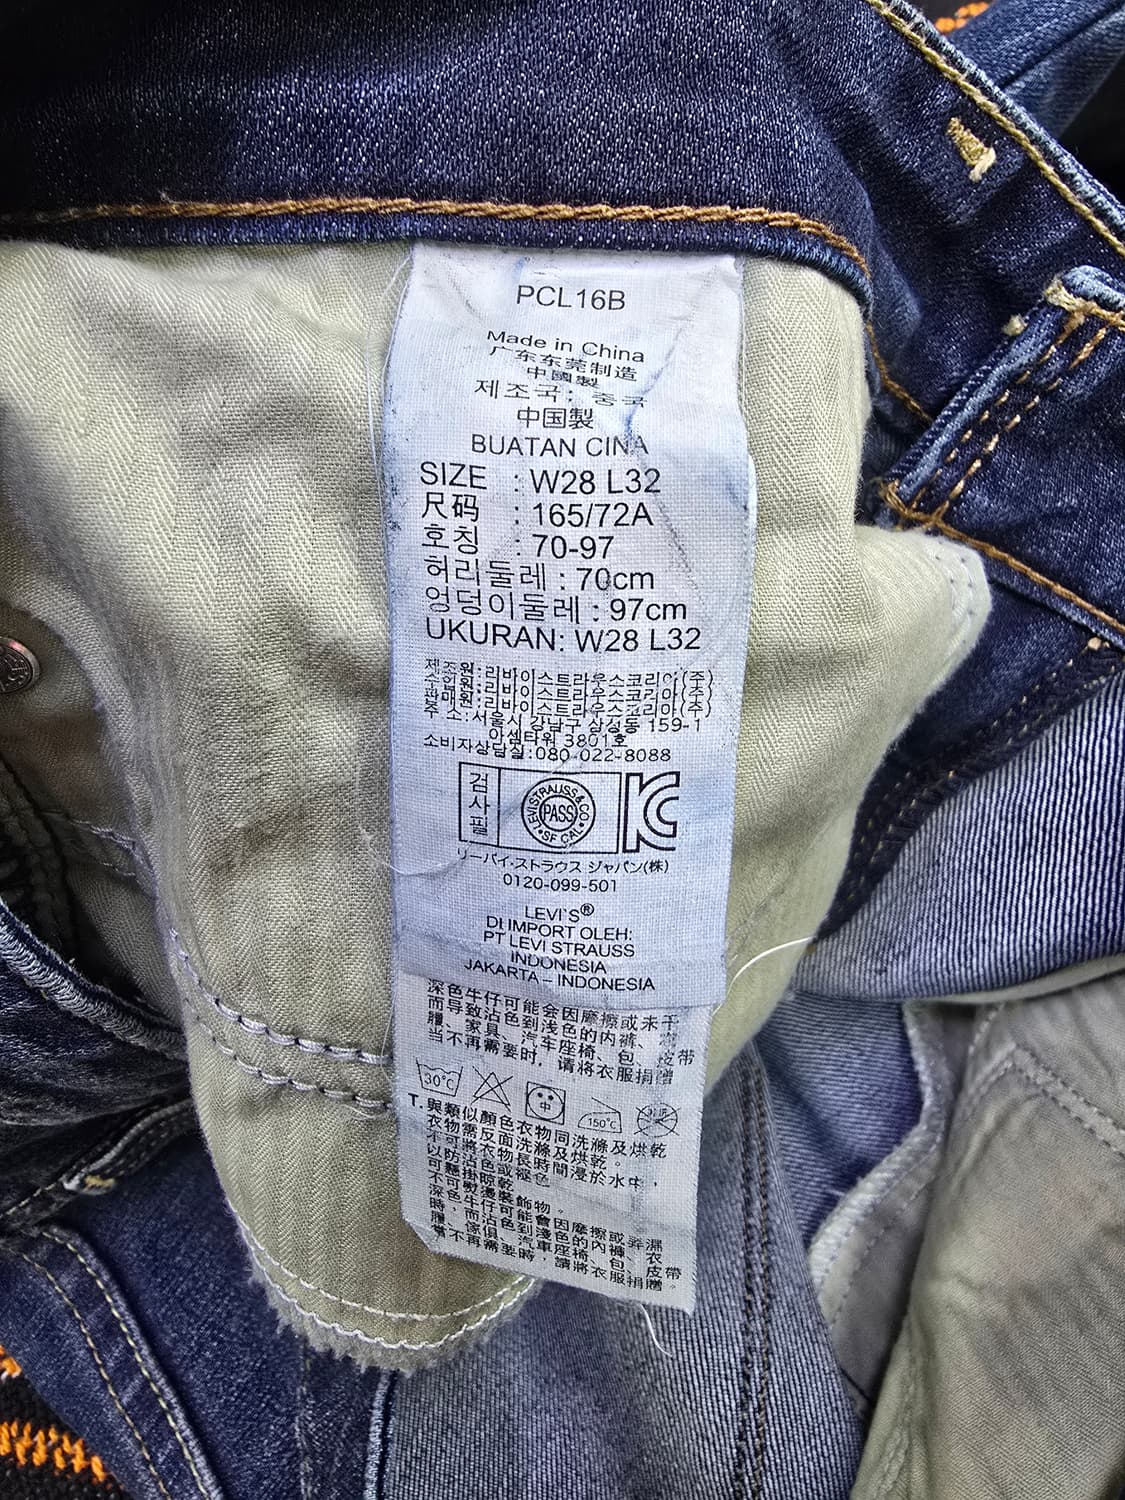 PCL16B
Made in China
广东东莞制造
中國製
제조국: 중국
中国製
BUATAN CINA
SIZE : W28 L32
尺码 : 165/72A
호칭 : 70-97
허리둘레 : 70cm
엉덩이둘레 : 97cm
UKURAN: W28 L32
제조원:리바이스트라우스코리아(주)
수입원:리바이스트라우스코리아(주)
판매원:리바이스트라우스코리아(주)
주 소:서울시 강남구 삼성동 159-1
아셈타워 3801호
소비자상담실:080-022-8088
검사필
LEVI STRAUSS & CO
PASS
SF CAL
リーバイ・ストラウス ジャパン(株)
0120-099-501
LEVI'S®
DI IMPORT OLEH:
PT LEVI STRAUSS
INDONESIA
JAKARTA – INDONESIA
深色牛仔可能会因摩擦或未干
而导致沾色到浅色的内裤、
家具、汽车座椅、包、皮带
当不再需要时,请将衣服捐赠
30°C
中
150°C
T. 與類似顏色衣物同洗滌及烘乾
衣物需反面洗滌及烘乾。
不可將衣物長時間浸於水中,
以防沾色或褪色
可懸掛晾乾
不可熨燙裝飾物。
深色牛仔可能會因摩擦或弄濕
時,而沾色到淺色的內褲、衣
傢俱、汽車座椅、包、皮帶
當不再需要時,請將衣服捐贈。